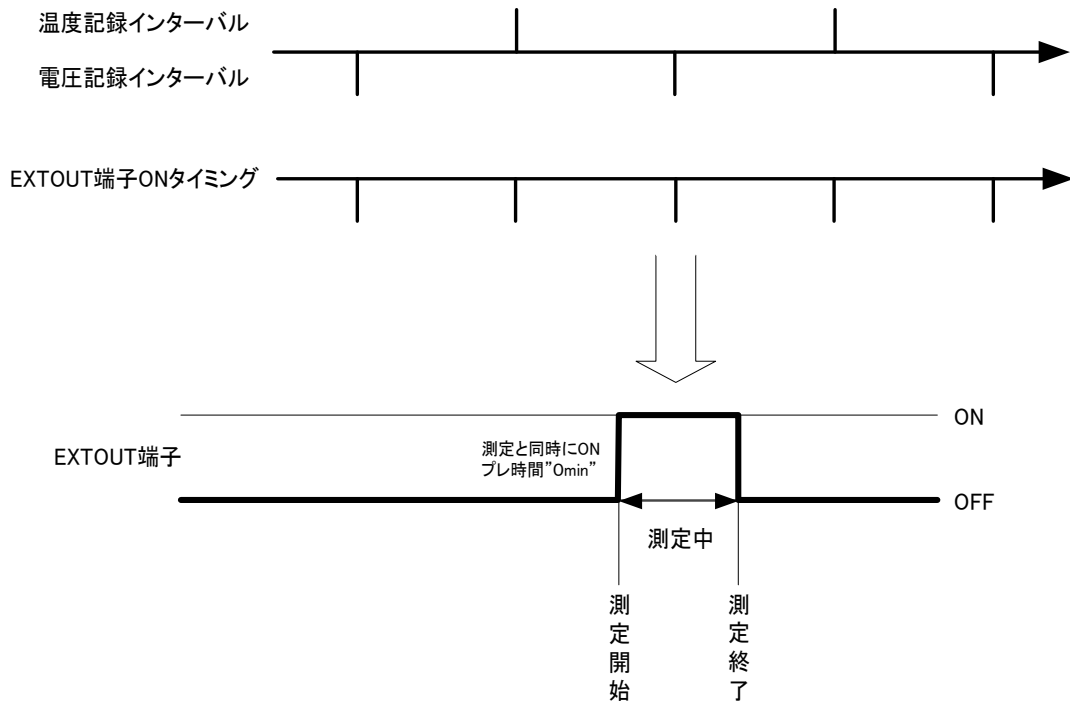 温度記録インターバル
電圧記録インターバル
EXTOUT端子ONタイミング
ON
EXTOUT端子
測定と同時にON
プレ時間”0min”
OFF
測定中
測定開始
測定終了